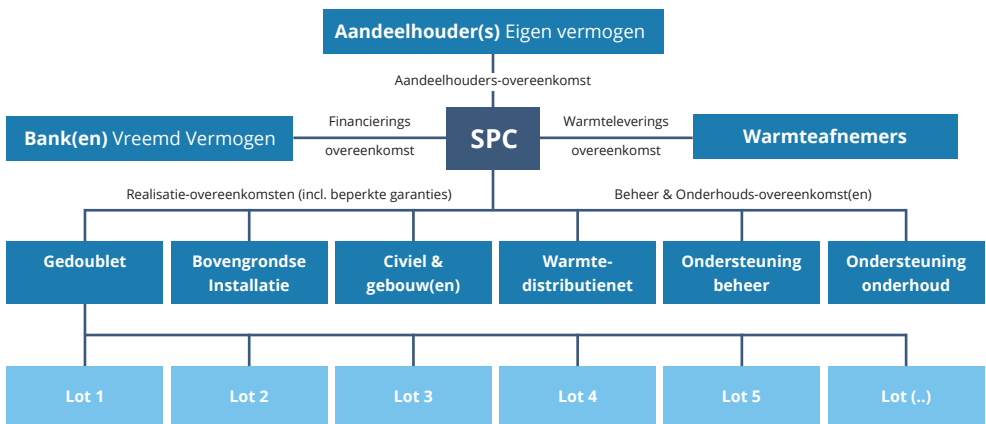 Aandeelhouder(s) Eigen vermogen
Aandeelhouders-overeenkomst
Bank(en) Vreemd Vermogen
Financierings
overeenkomst
SPC
Warmteleverings
overeenkomst
Warmteafnemers
Realisatie-overeenkomsten (incl. beperkte garanties)
Beheer & Onderhouds-overeenkomst(en)
Gedoublet
Bovengrondse
Installatie
Civiel &
gebouw(en)
Warmte-
distributienet
Ondersteuning
beheer
Ondersteuning
onderhoud
Lot 1
Lot 2
Lot 3
Lot 4
Lot 5
Lot (..)